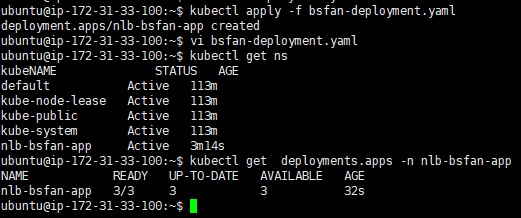 ubuntu@ip-172-31-33-100:~$ kubectl apply -f bsfan-deployment.yaml
deployment.apps/nlb-bsfan-app created
ubuntu@ip-172-31-33-100:~$ vi bsfan-deployment.yaml
ubuntu@ip-172-31-33-100:~$ kubectl get ns
kubeNAME              STATUS   AGE
default           Active   113m
kube-node-lease   Active   113m
kube-public       Active   113m
kube-system       Active   113m
nlb-bsfan-app     Active   3m14s
ubuntu@ip-172-31-33-100:~$ kubectl get  deployments.apps -n nlb-bsfan-app
NAME            READY   UP-TO-DATE   AVAILABLE   AGE
nlb-bsfan-app   3/3     3            3           32s
ubuntu@ip-172-31-33-100:~$